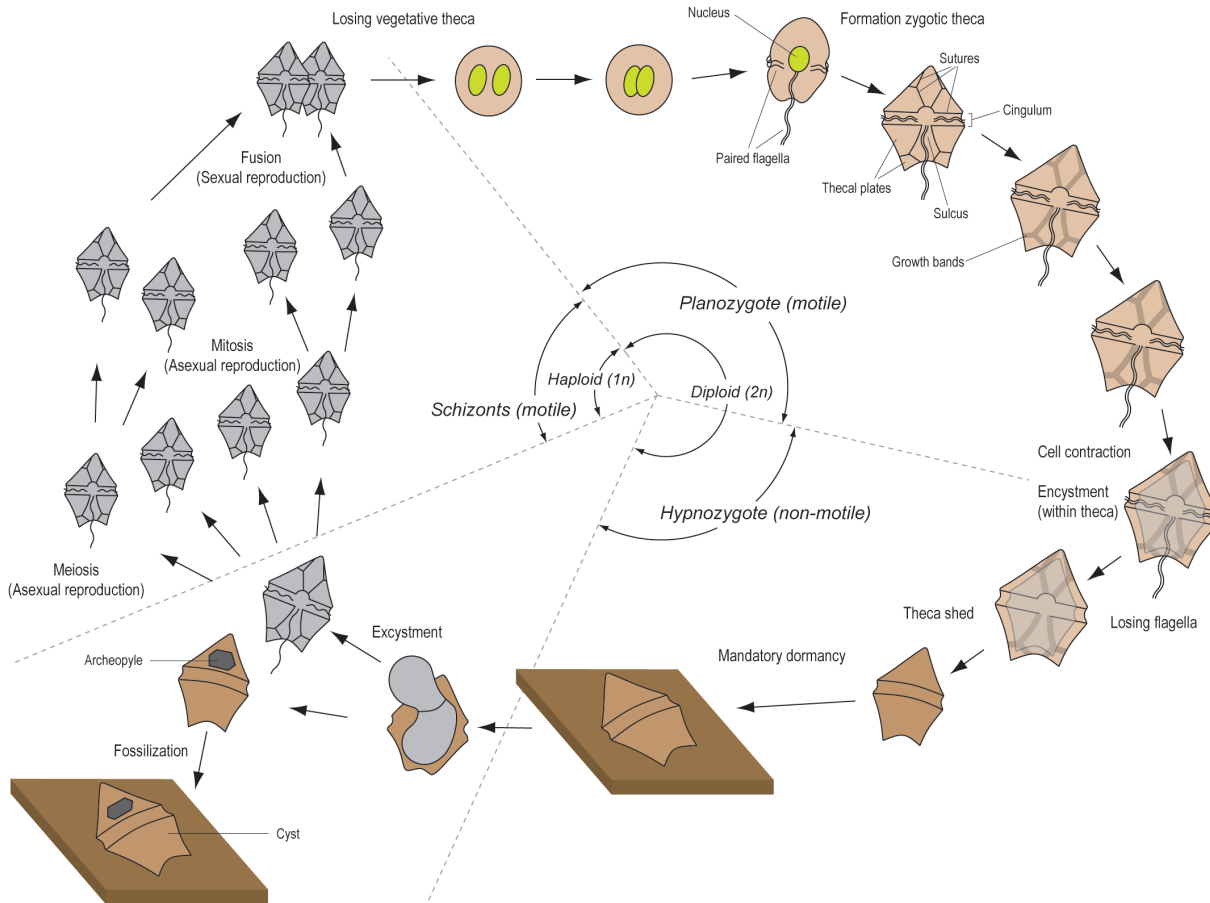 Losing vegetative theca
Nucleus
Formation zygotic theca
Sutures
Cingulum
Paired flagella
Thecal plates
Sulcus
Fusion
(Sexual reproduction)
Growth bands
Planozygote (motile)
Mitosis
(Asexual reproduction)
Haploid (1n)
Diploid (2n)
Schizonts (motile)
Cell contraction
Encystment
(within theca)
Hypnozygote (non-motile)
Meiosis
(Asexual reproduction)
Theca shed
Losing flagella
Excystment
Archeopyle
Mandatory dormancy
Fossilization
Cyst